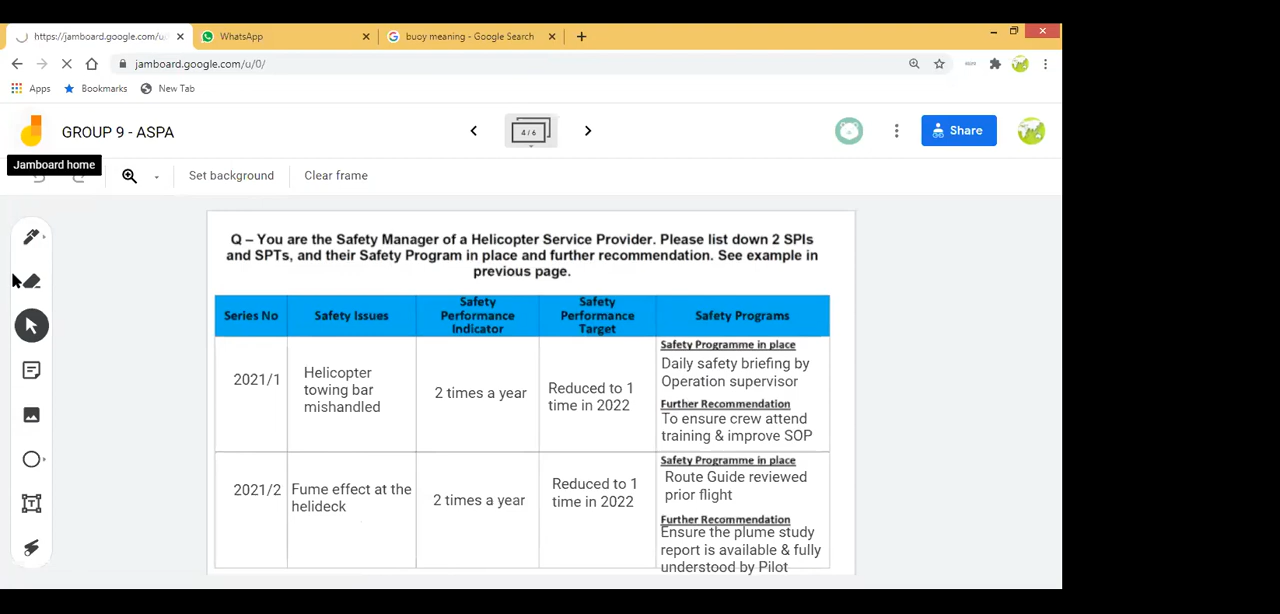 https://jamboard.google.com/u/
WhatsApp
buoy meaning - Google Search
jamboard.google.com/u/0/
Apps
Bookmarks
New Tab
GROUP 9 - ASPA
4 / 6
Share
Jamboard home
Set background
Clear frame
Q – You are the Safety Manager of a Helicopter Service Provider. Please list down 2 SPIs
and SPTs, and their Safety Program in place and further recommendation. See example in
previous page.
Series No
Safety Issues
Safety
Performance
Indicator
Safety
Performance
Target
Safety Programs
2021/1
Helicopter
towing bar
mishandled
2 times a year
Reduced to 1
time in 2022
Safety Programme in place
Daily safety briefing by
Operation supervisor
Further Recommendation
To ensure crew attend
training & improve SOP
2021/2
Fume effect at the
helideck
2 times a year
Reduced to 1
time in 2022
Safety Programme in place
Route Guide reviewed
prior flight
Further Recommendation
Ensure the plume study
report is available & fully
understood by Pilot